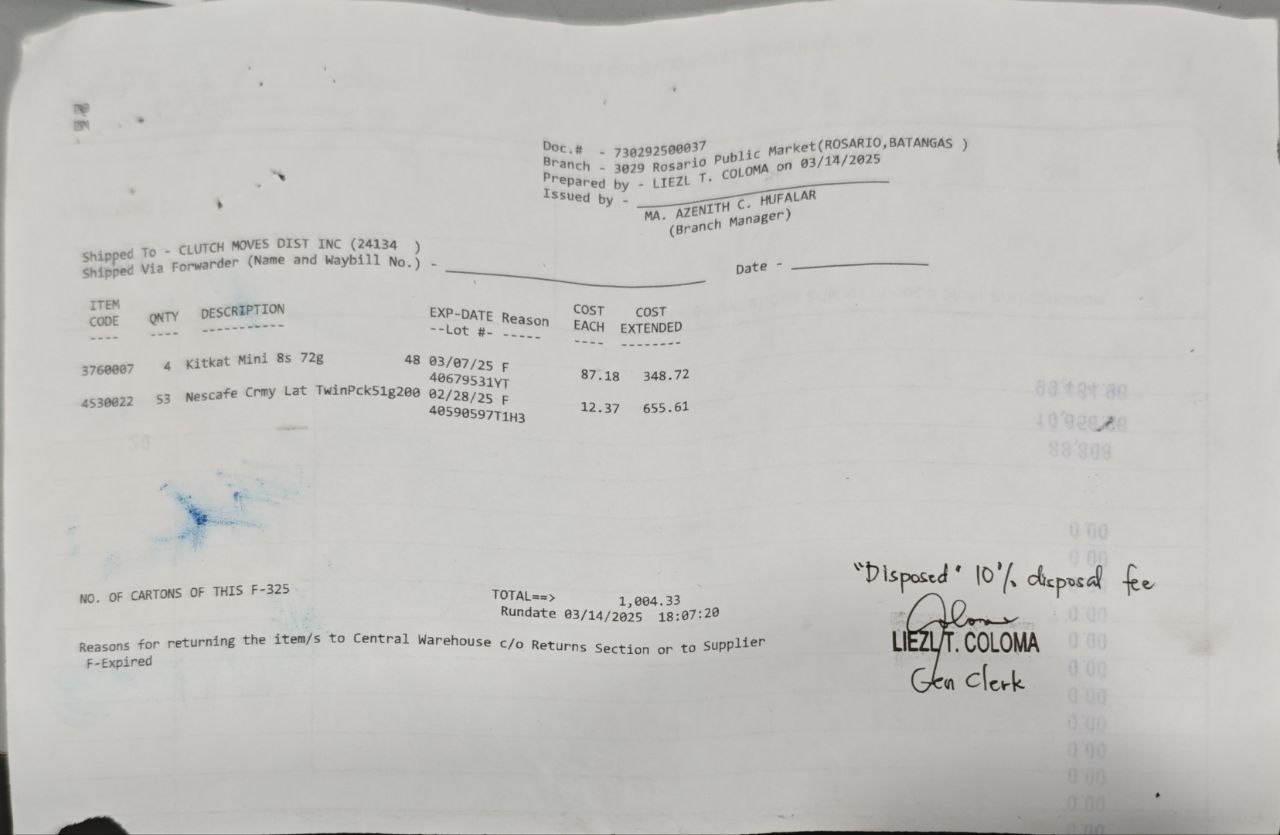 Doc.# - 730292500037
Branch - 3029 Rosario Public Market(ROSARIO,BATANGAS )
Prepared by - LIEZL T. COLOMA on 03/14/2025
Issued by -
MA. AZENITH C. HUFALAR
(Branch Manager)
Shipped To - CLUTCH MOVES DIST INC (24134 )
Shipped Via Forwarder (Name and Waybill No.) - Date -
ITEM COST COST
CODE QNTY DESCRIPTION EXP-DATE Reason EACH EXTENDED
---- ---- ----------- --Lot #- ----- ---- --------
3760007 4 Kitkat Mini 8s 72g 48 03/07/25 F 87.18 348.72
40679531YT
4530022 53 Nescafe Crmy Lat TwinPck51g200 02/28/25 F 12.37 655.61
40590597T1H3
NO. OF CARTONS OF THIS F-325 TOTAL==> 1,004.33
Rundate 03/14/2025 18:07:20
Reasons for returning the item/s to Central Warehouse c/o Returns Section or to Supplier
F-Expired
"Disposed" 10% disposal fee
LIEZL T. COLOMA
Gen Clerk